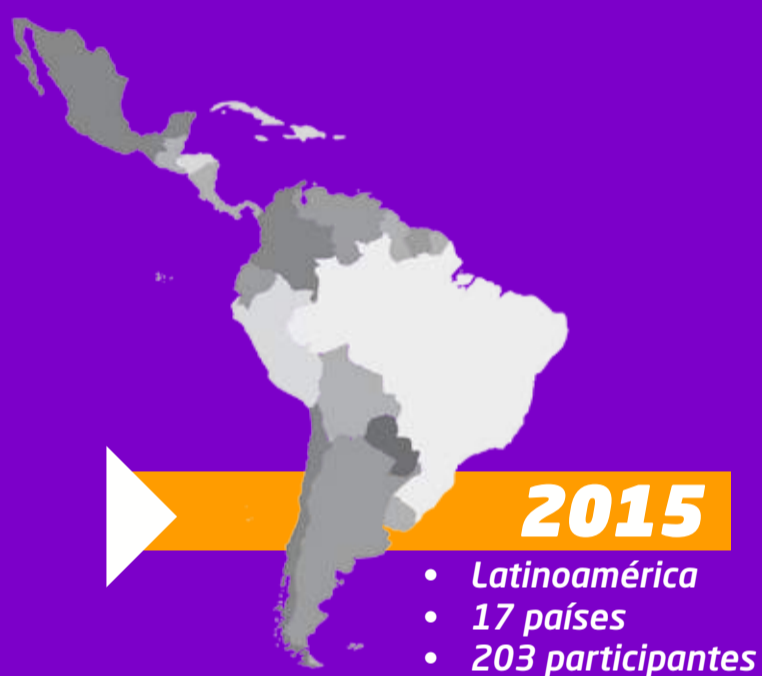 2015
• Latinoamérica
• 17 países
• 203 participantes